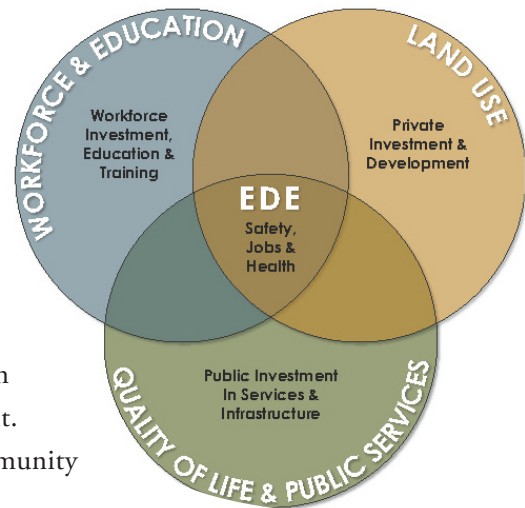 WORKFORCE & EDUCATION
LAND USE
Workforce
Investment,
Education &
Training
Private
Investment &
Development
EDE
Safety,
Jobs &
Health
Public Investment
In Services &
Infrastructure
QUALITY OF LIFE & PUBLIC SERVICES